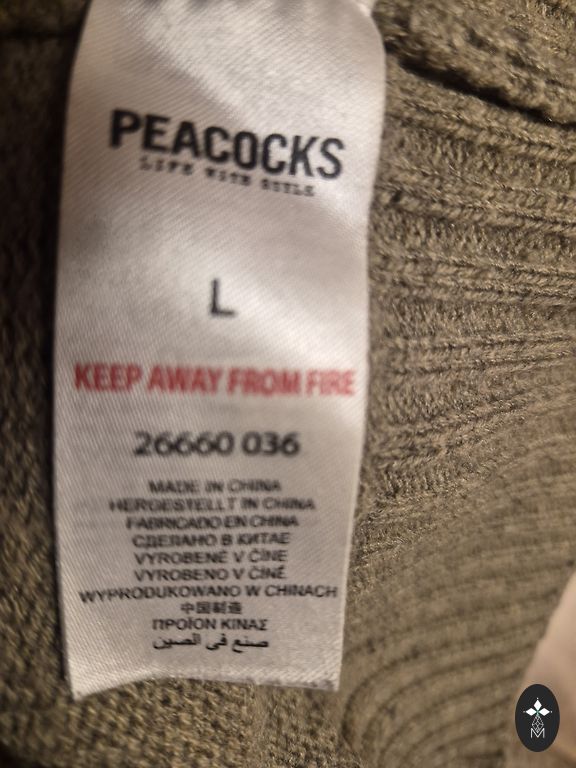 PEACOCKS
LIFE WITH STYLE
L
KEEP AWAY FROM FIRE
26660 036
MADE IN CHINA
HERGESTELLT IN CHINA
FABRICADO EN CHINA
СДЕЛАНО В КИТАЕ
VYROBENÉ V ČÍNE
VYROBENO V ČÍNĚ
WYPRODUKOWANO W CHINACH
中国制造
ΠΡΟΪΟΝ ΚΙΝΑΣ
صنع في الصين
M